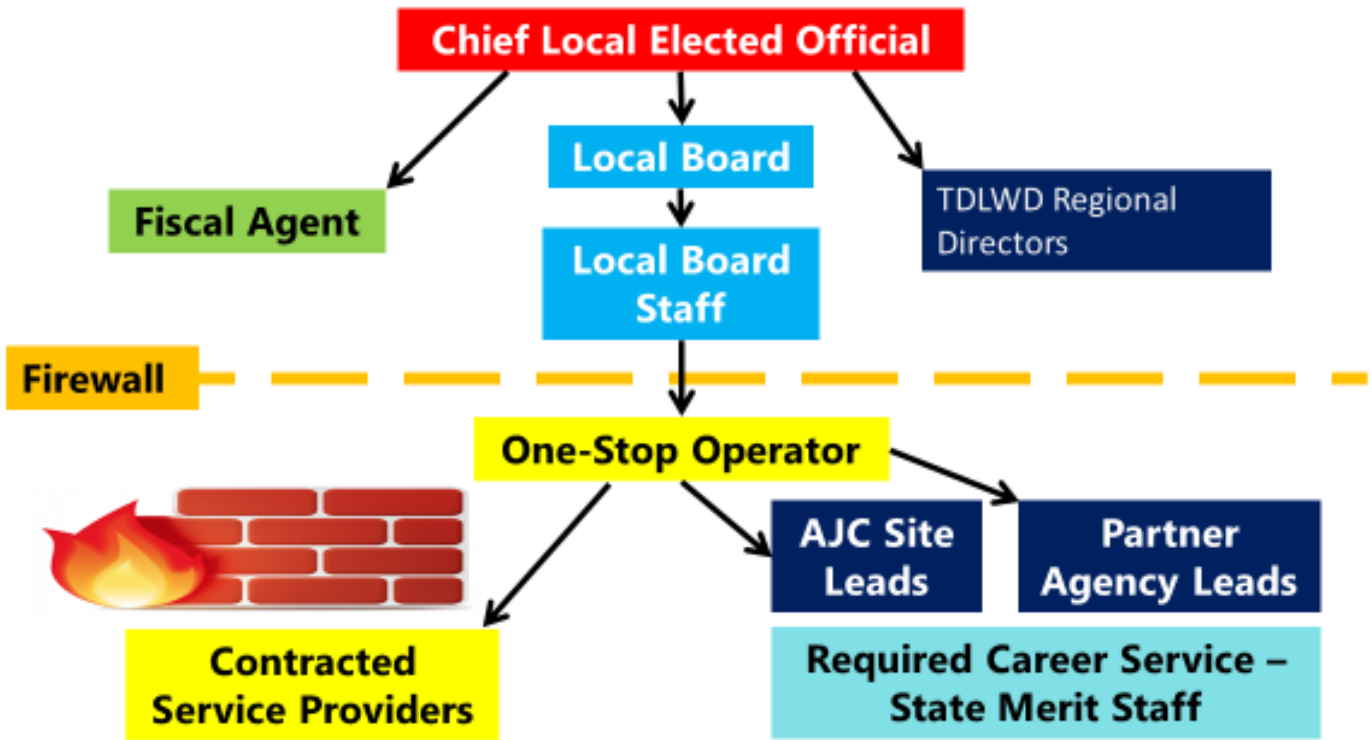 Chief Local Elected Official
Local Board
Fiscal Agent
TDLWD Regional
Directors
Local Board
Staff
Firewall
One-Stop Operator
AJC Site
Leads
Partner
Agency Leads
Contracted
Service Providers
Required Career Service –
State Merit Staff